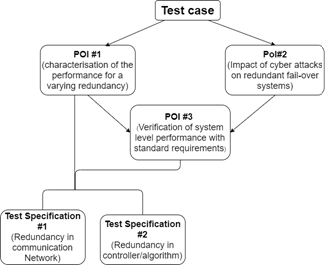 Test case
POI #1
(characterisation of the
performance for a
varying redundancy)
PoI#2
(Impact of cyber attacks
on redundant fail-over
systems)
POI #3
(Verification of system
level performance with
standard requirements)
Test Specification
#1
(Redundancy in
communication
Network)
Test Specification
#2
(Redundancy in
controller/algorithm)